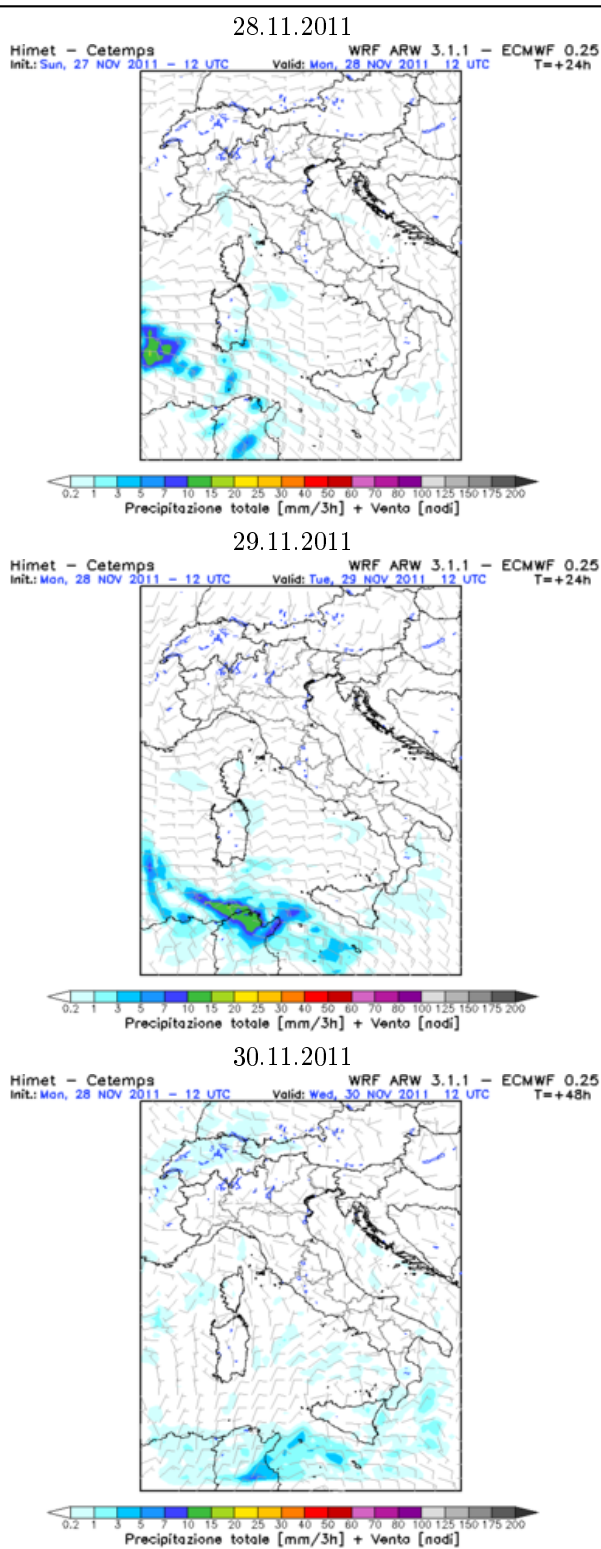 28.11.2011
Himet – Cetemps WRF ARW 3.1.1 – ECMWF 0.25
Init.: Sun, 27 NOV 2011 – 12 UTC Valid: Mon, 28 NOV 2011 12 UTC T=+24h
0.2 1 3 5 7 10 15 20 25 30 40 50 60 70 80 100 125 150 175 200
Precipitazione totale [mm/3h] + Vento [nodi]
29.11.2011
Himet – Cetemps WRF ARW 3.1.1 – ECMWF 0.25
Init.: Mon, 28 NOV 2011 – 12 UTC Valid: Tue, 29 NOV 2011 12 UTC T=+24h
0.2 1 3 5 7 10 15 20 25 30 40 50 60 70 80 100 125 150 175 200
Precipitazione totale [mm/3h] + Vento [nodi]
30.11.2011
Himet – Cetemps WRF ARW 3.1.1 – ECMWF 0.25
Init.: Mon, 28 NOV 2011 – 12 UTC Valid: Wed, 30 NOV 2011 12 UTC T=+48h
0.2 1 3 5 7 10 15 20 25 30 40 50 60 70 80 100 125 150 175 200
Precipitazione totale [mm/3h] + Vento [nodi]